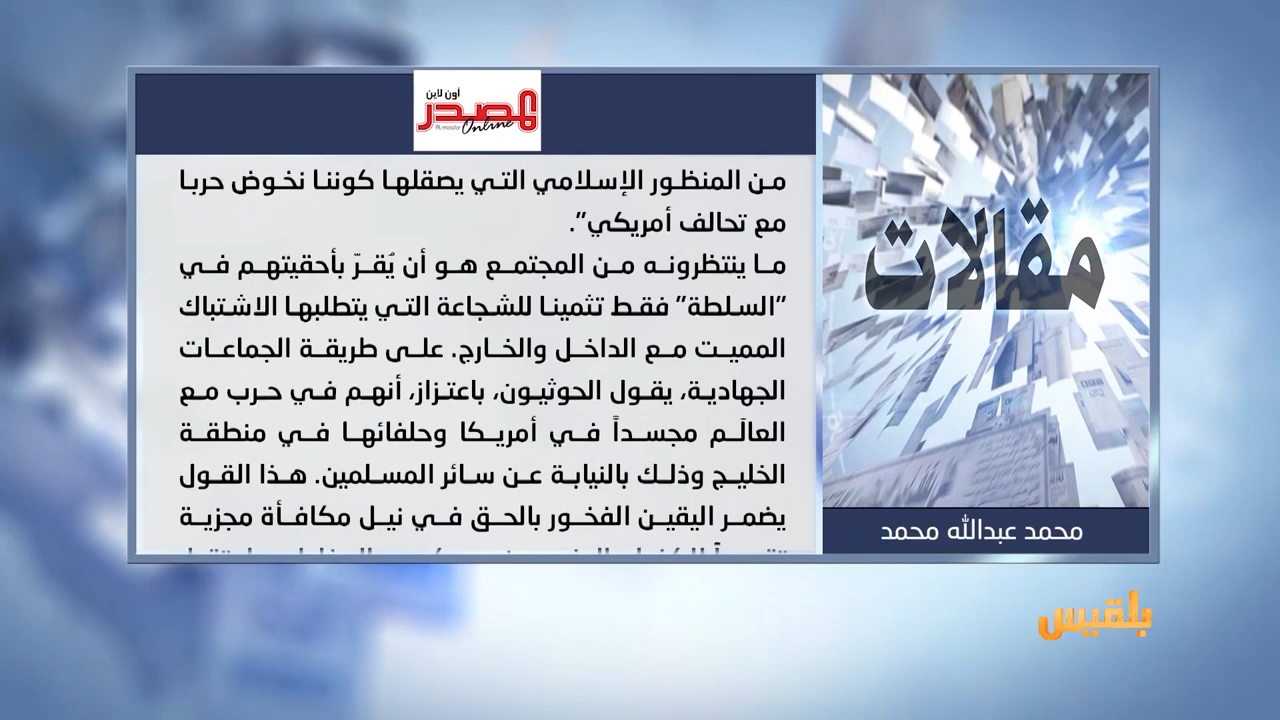 أون لاين
المصدر
Al-masdar Online
من المنظور الإسلامي التي يصقلها كوننا نخوض حربا
مع تحالف أمريكي”.
ما ينتظرونه من المجتمع هو أن يُقرّ بأحقيتهم في
”السلطة” فقط تثمينا للشجاعة التي يتطلبها الاشتباك
المميت مع الداخل والخارج. على طريقة الجماعات
الجهادية، يقول الحوثيون، باعتزاز، أنهم في حرب مع
العالَم مجسداً في أمريكا وحلفائها في منطقة
الخليج وذلك بالنيابة عن سائر المسلمين. هذا القول
يضمر اليقين الفخور بالحق في نيل مكافأة مجزية
مقالات
محمد عبدالله محمد
بلقيس